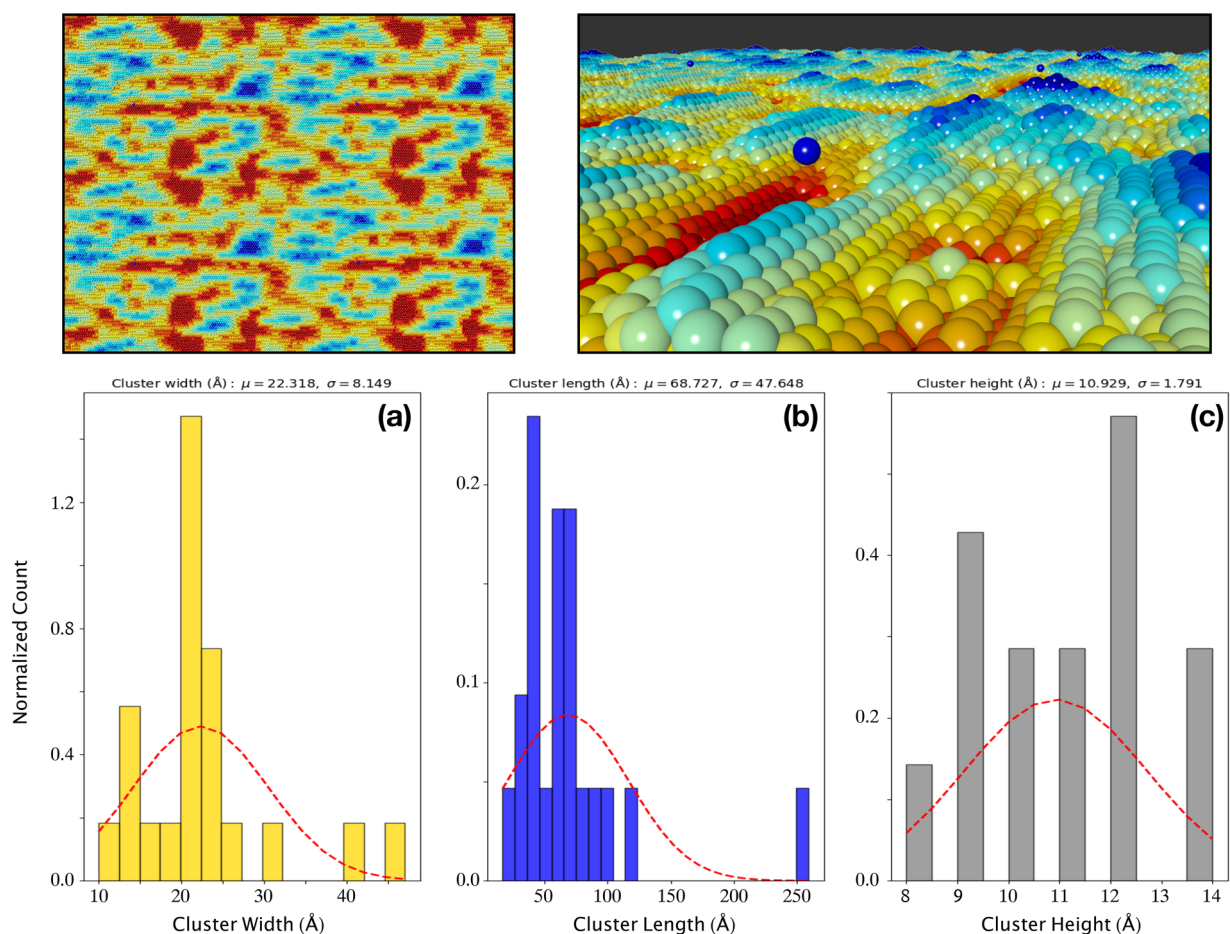 Cluster width (Å) : μ = 22.318, σ = 8.149
Cluster length (Å) : μ = 68.727, σ = 47.648
Cluster height (Å) : μ = 10.929, σ = 1.791
(a)
(b)
(c)
Normalized Count
1.2
0.8
0.4
0.0
0.2
0.1
0.0
0.4
0.2
0.0
10 20 30 40
50 100 150 200 250
8 9 10 11 12 13 14
Cluster Width (Å)
Cluster Length (Å)
Cluster Height (Å)